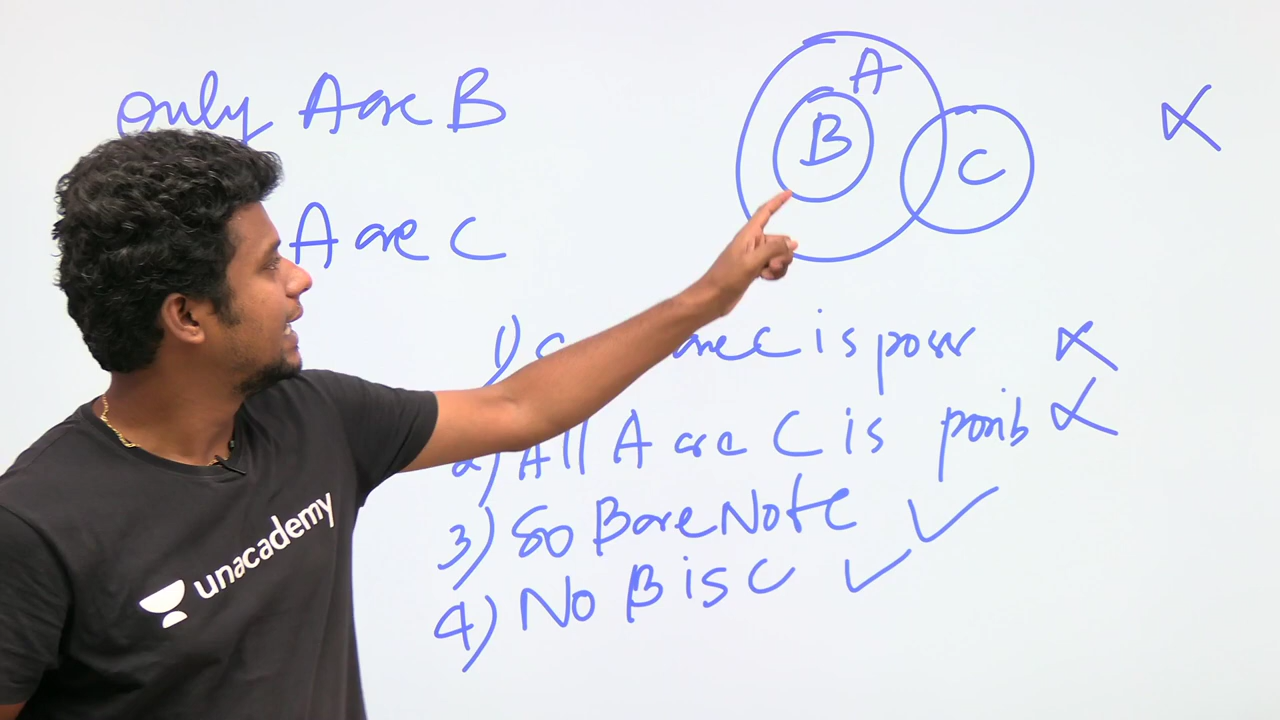 Only A are B
A are C
A
B
C
1) are C is poss
2) All A are C is possib
3) So B are Not C
4) No B is C
unacademy